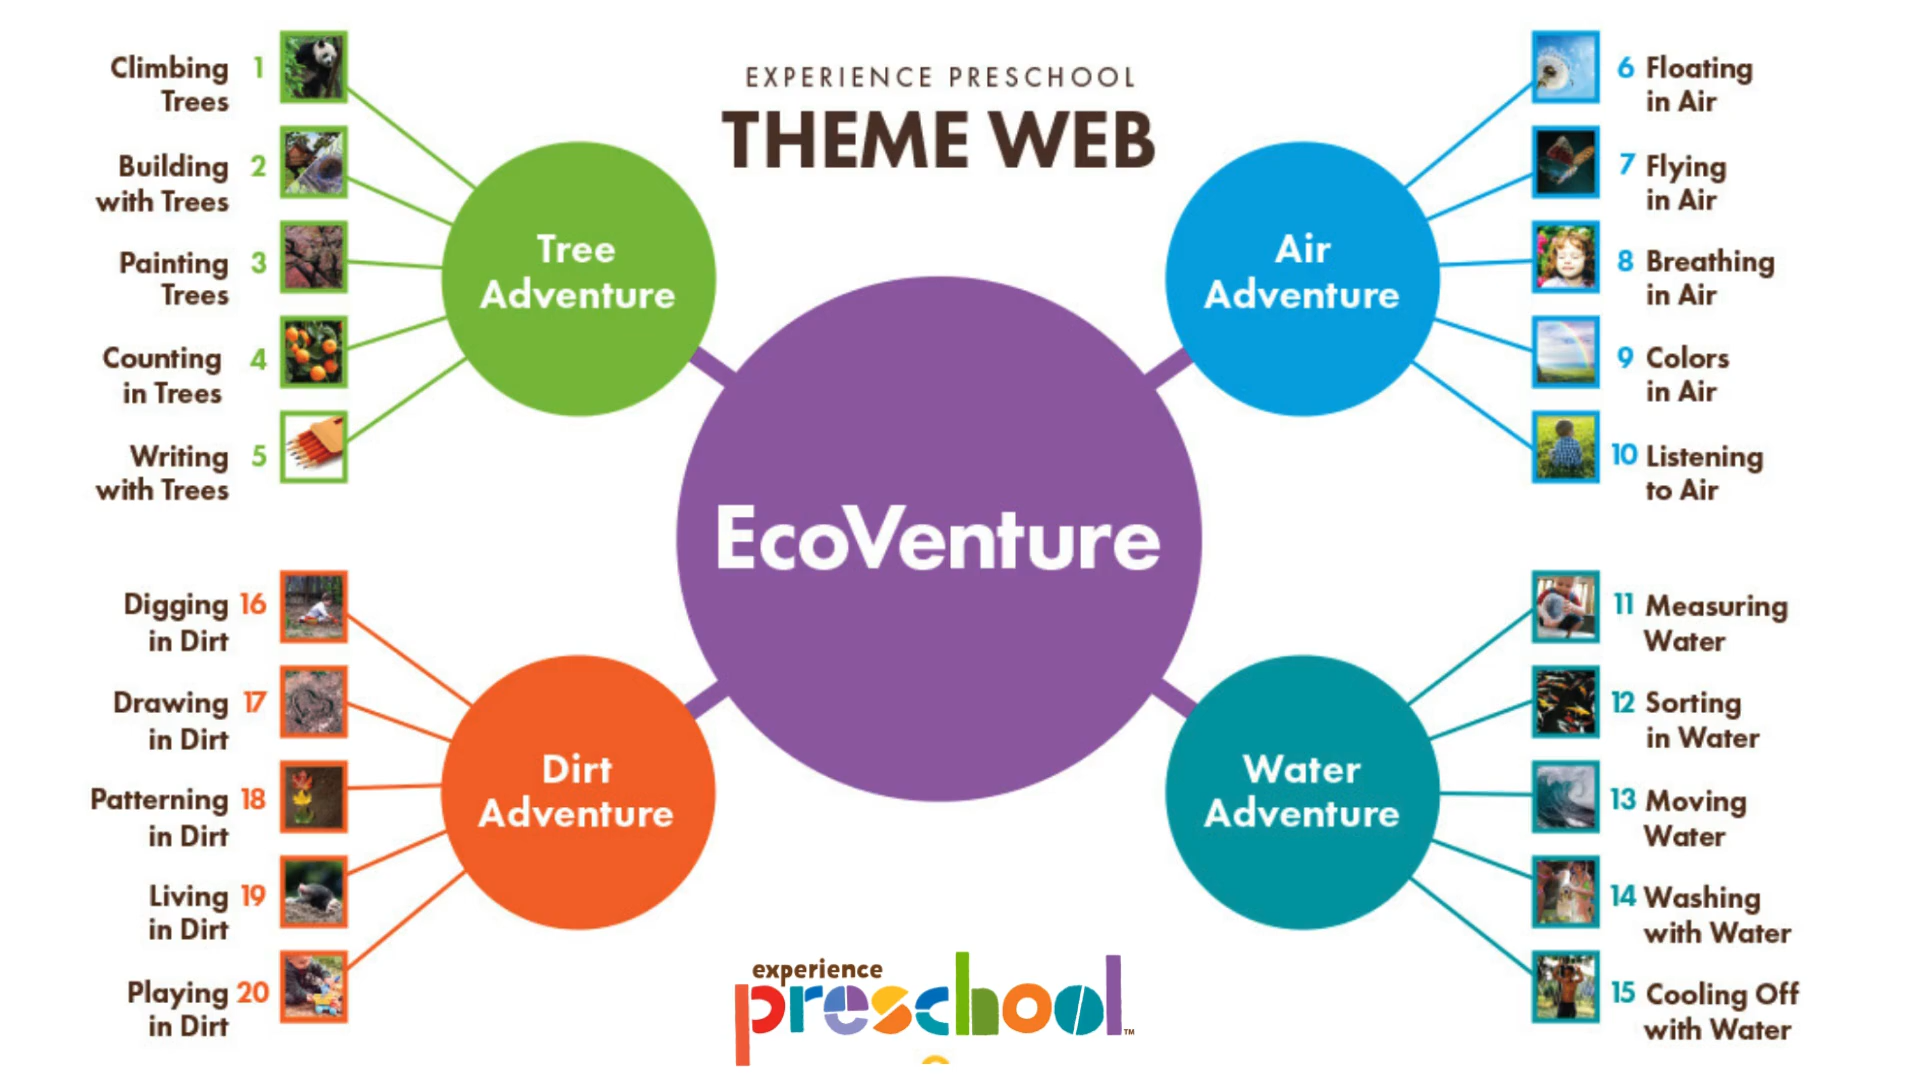 EXPERIENCE PRESCHOOL
THEME WEB
Climbing 1
Trees
Building 2
with Trees
Painting 3
Trees
Counting 4
in Trees
Writing 5
with Trees
Tree
Adventure
6 Floating
in Air
7 Flying
in Air
8 Breathing
in Air
9 Colors
in Air
10 Listening
to Air
Air
Adventure
EcoVenture
Digging 16
in Dirt
Drawing 17
in Dirt
Patterning 18
in Dirt
Living 19
in Dirt
Playing 20
in Dirt
Dirt
Adventure
11 Measuring
Water
12 Sorting
in Water
13 Moving
Water
14 Washing
with Water
15 Cooling Off
with Water
Water
Adventure
experience
preschool™